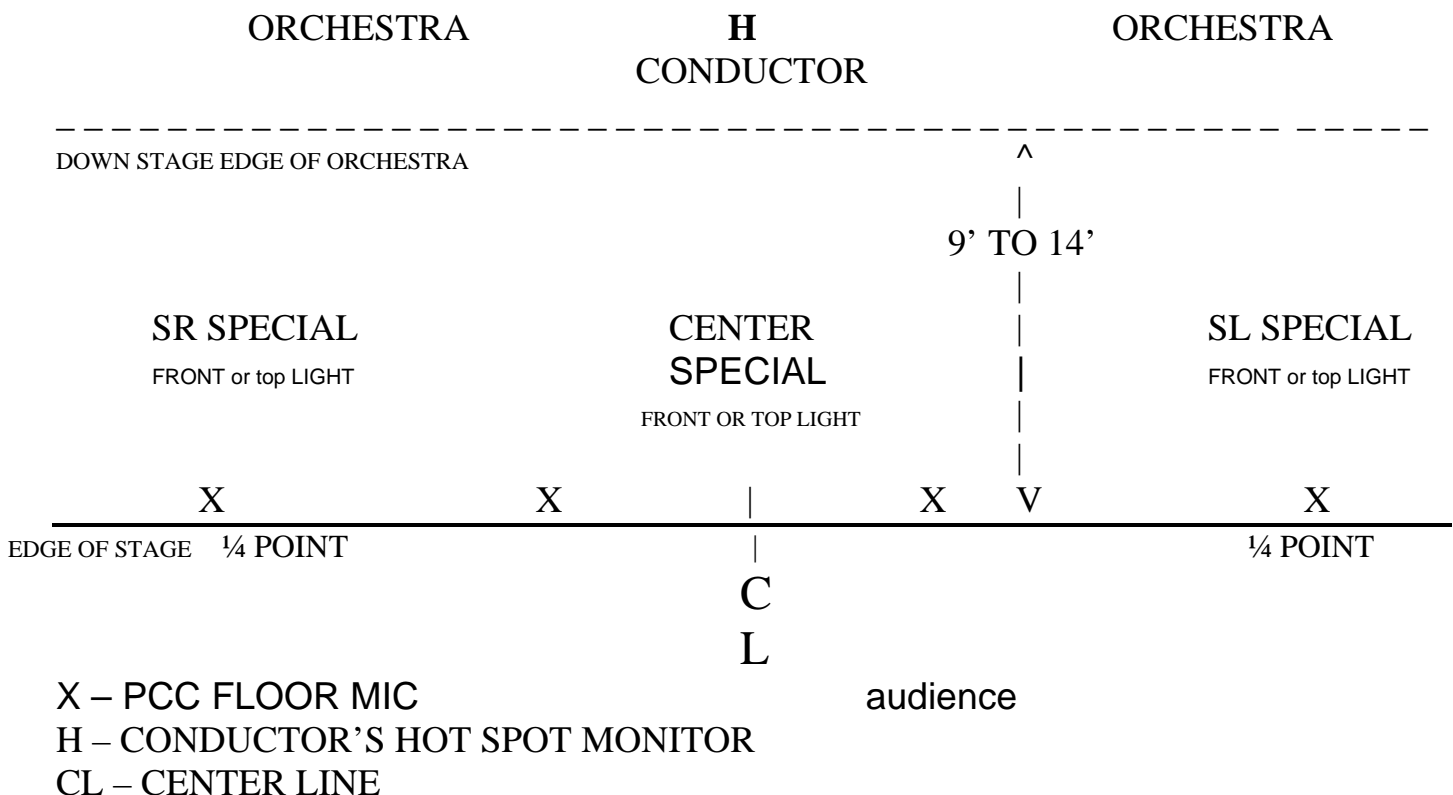 ORCHESTRA H ORCHESTRA
CONDUCTOR
_ _ _ _ _ _ _ _ _ _ _ _ _ _ _ _ _ _ _ _ _ _ _ _ _ _ _ _ _ _ _ _ _ _ _ _ _ _ _ _ _ _ _ _ _ _ _ _ _
DOWN STAGE EDGE OF ORCHESTRA ^
|
9’ TO 14’
|
SR SPECIAL CENTER | SL SPECIAL
FRONT or top LIGHT SPECIAL | FRONT or top LIGHT
FRONT OR TOP LIGHT |
|
X X | X V X
EDGE OF STAGE ¼ POINT | ¼ POINT
C
L
X – PCC FLOOR MIC audience
H – CONDUCTOR’S HOT SPOT MONITOR
CL – CENTER LINE